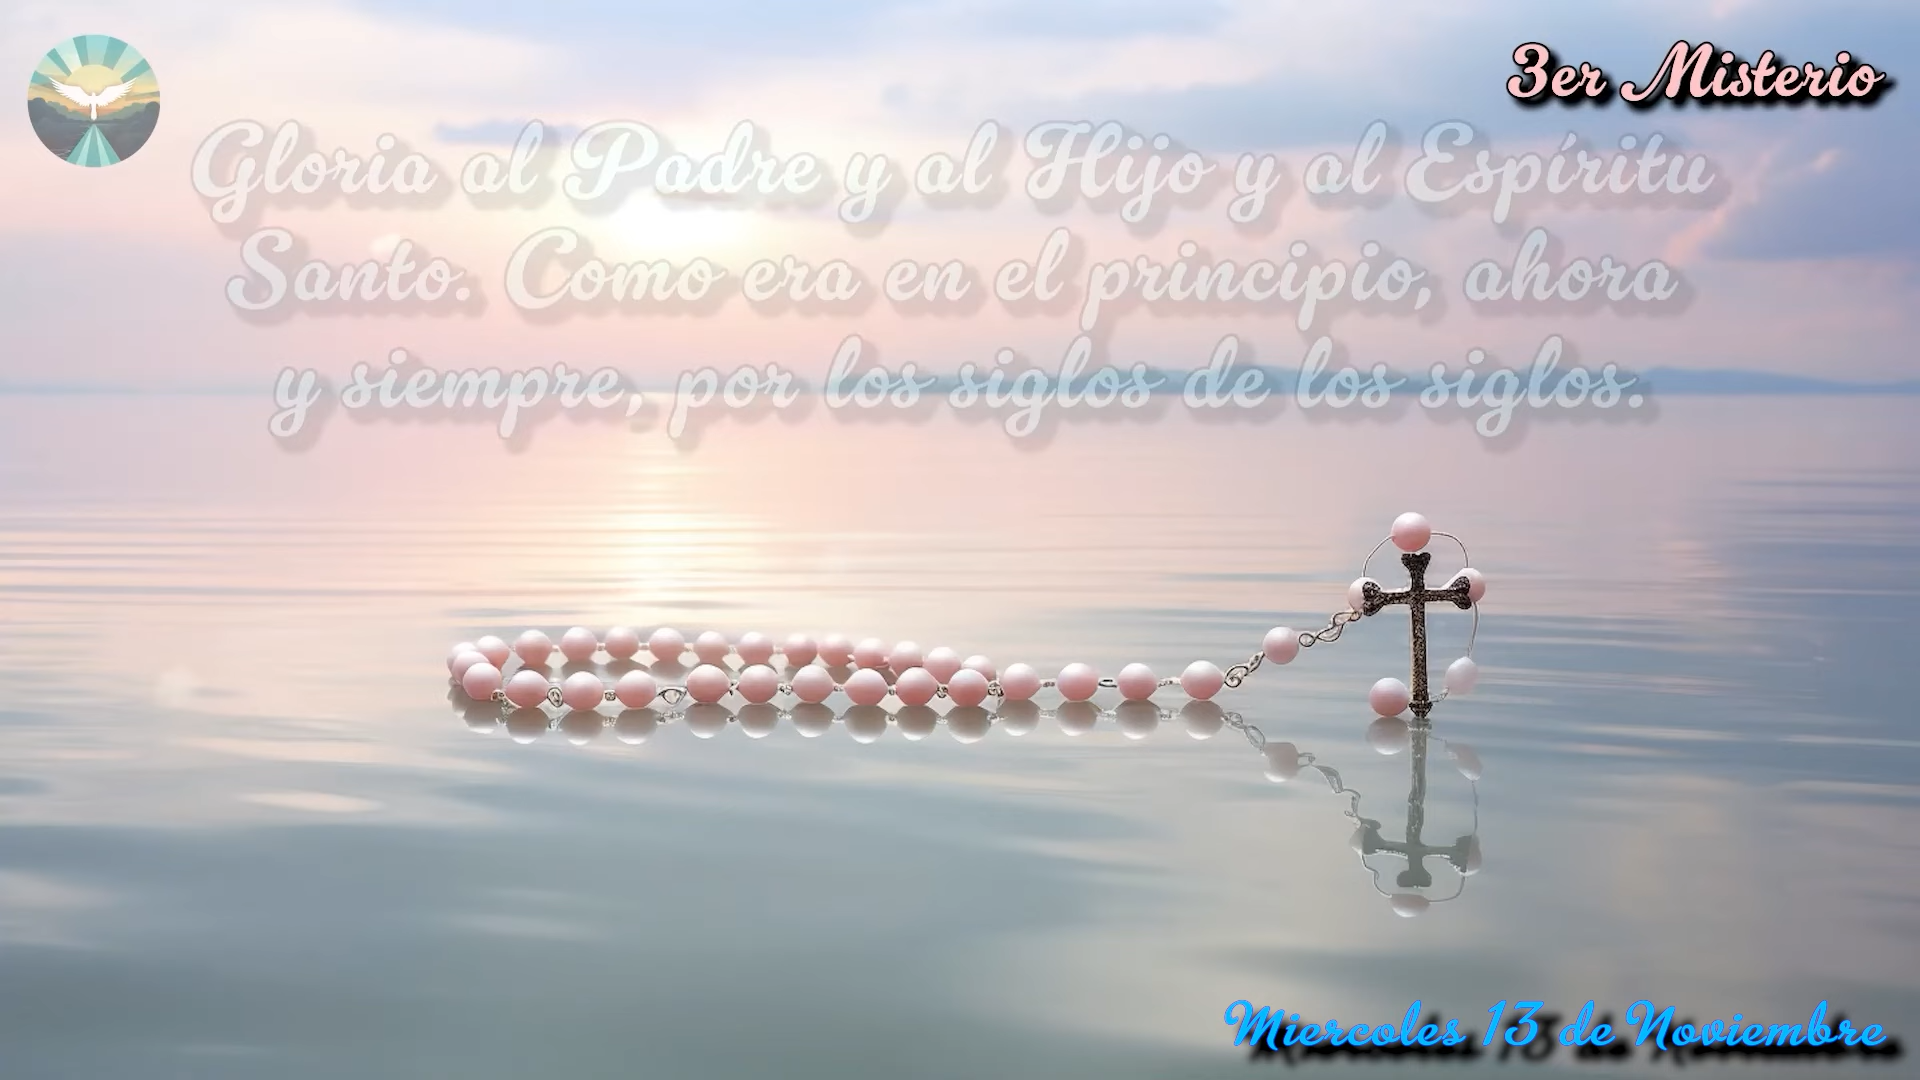 3er Misterio
Gloria al Padre y al Hijo y al Espíritu
Santo. Como era en el principio, ahora
y siempre, por los siglos de los siglos.
Miercoles 13 de Noviembre